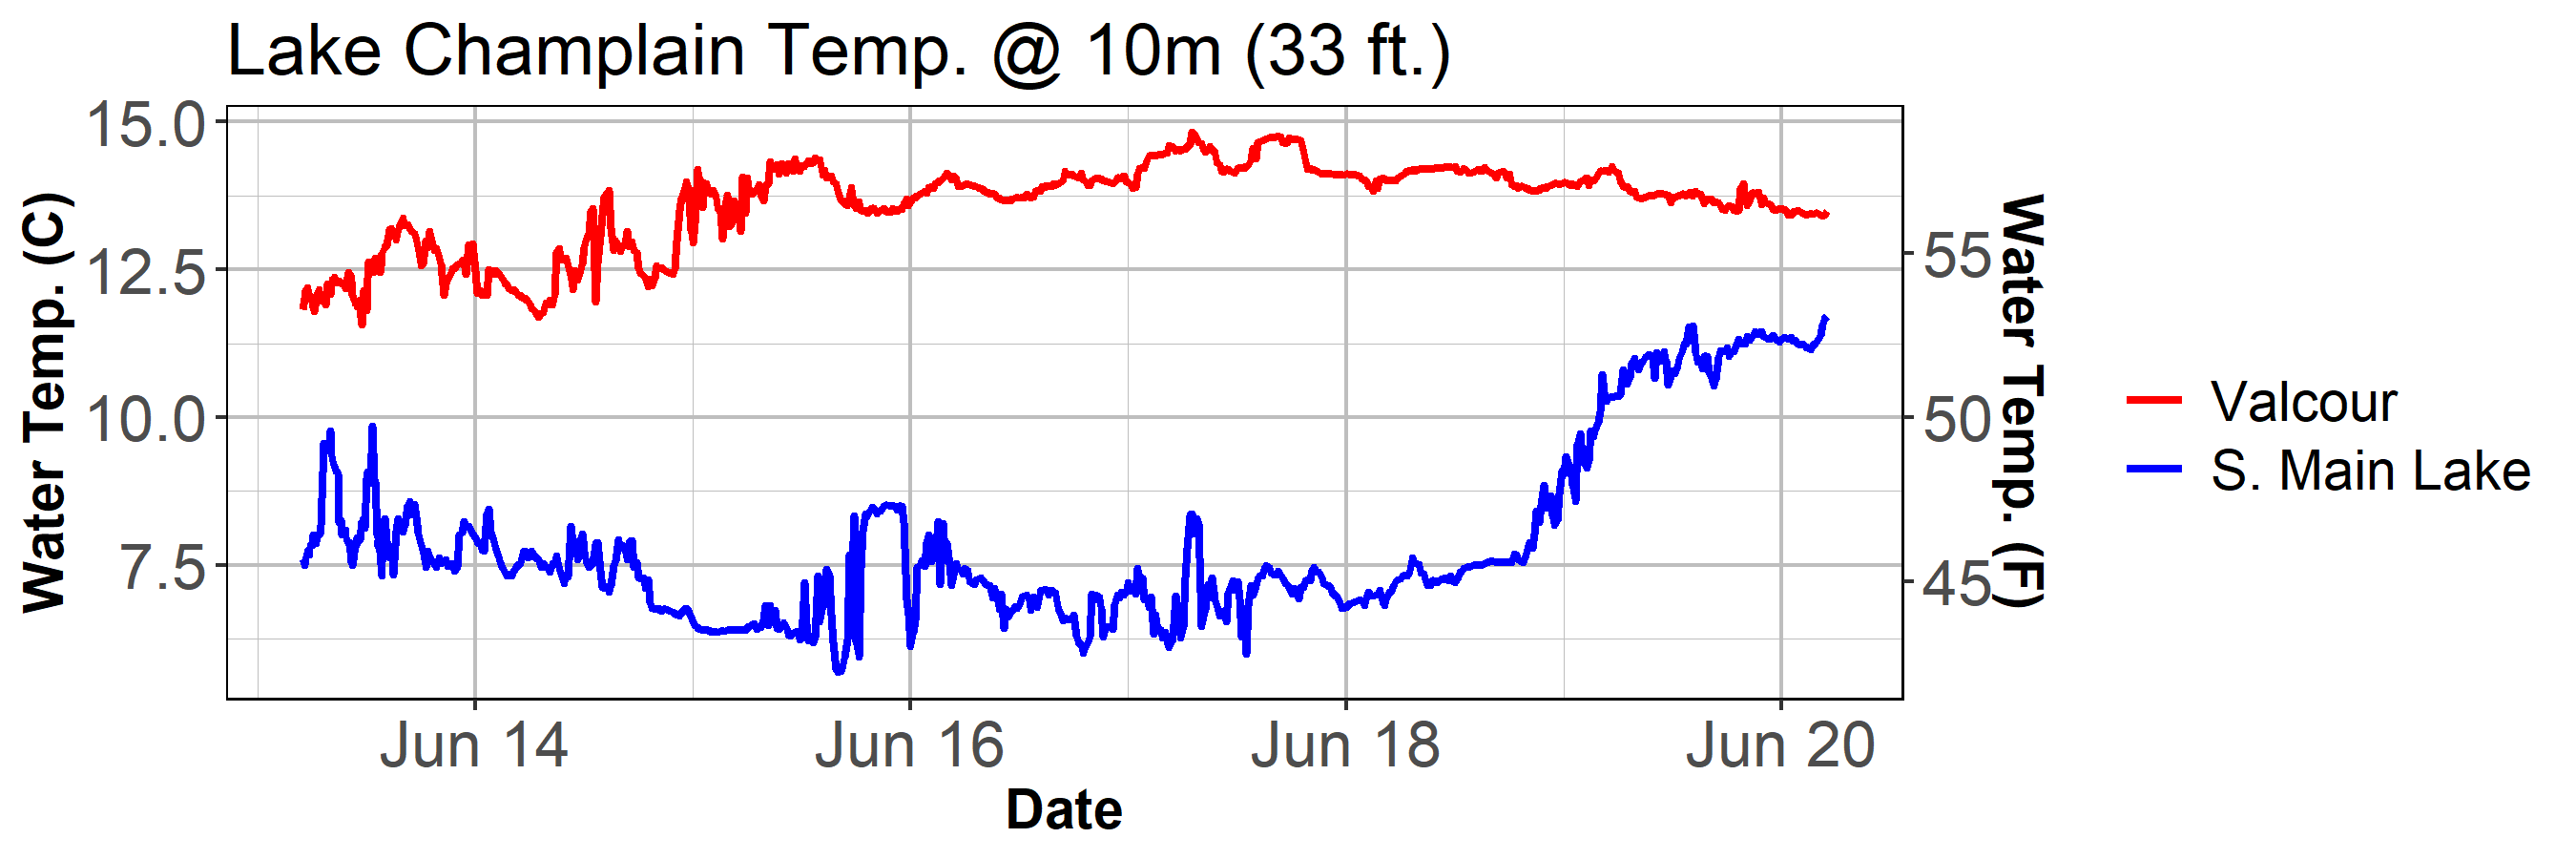 Lake Champlain Temp. @ 10m (33 ft.)
Water Temp. (C)
15.0
12.5
10.0
7.5
55
50
45
Water Temp. (F)
Jun 14
Jun 16
Jun 18
Jun 20
Date
Valcour
S. Main Lake